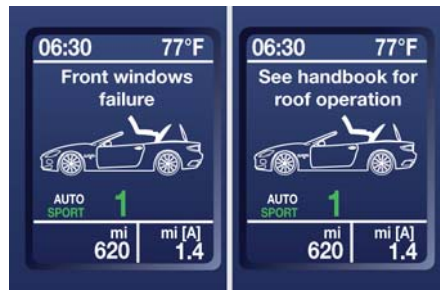 06:30 77°F
Front windows
failure
AUTO
SPORT 1
mi mi [A]
620 1.4
06:30 77°F
See handbook for
roof operation
AUTO
SPORT 1
mi mi [A]
620 1.4